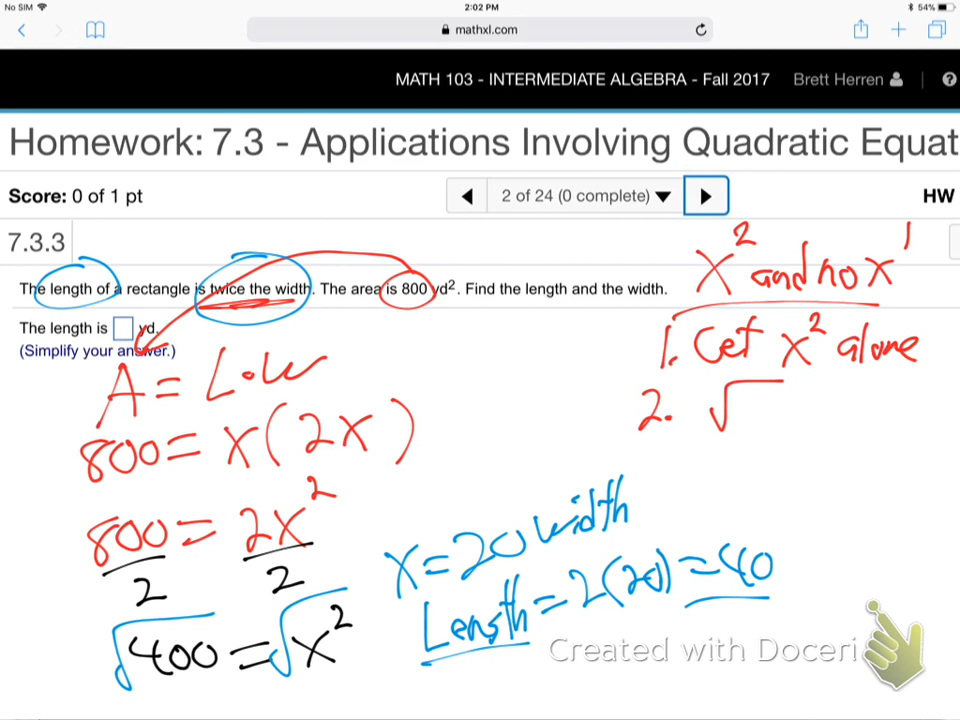 No SIM 2:02 PM 54%
mathxl.com
MATH 103 - INTERMEDIATE ALGEBRA - Fall 2017 Brett Herren
Homework: 7.3 - Applications Involving Quadratic Equat
Score: 0 of 1 pt 2 of 24 (0 complete) HW
7.3.3
The length of a rectangle is twice the width. The area is 800 yd². Find the length and the width.
The length is yd.
(Simplify your answer.)
x² and no x¹
1. Get x² alone
2. √
A = L·W
800 = x(2x)
800 = 2x²
2 2
√400 = √x²
x = 20 width
Length = 2(20) = 40
Created with Doceri